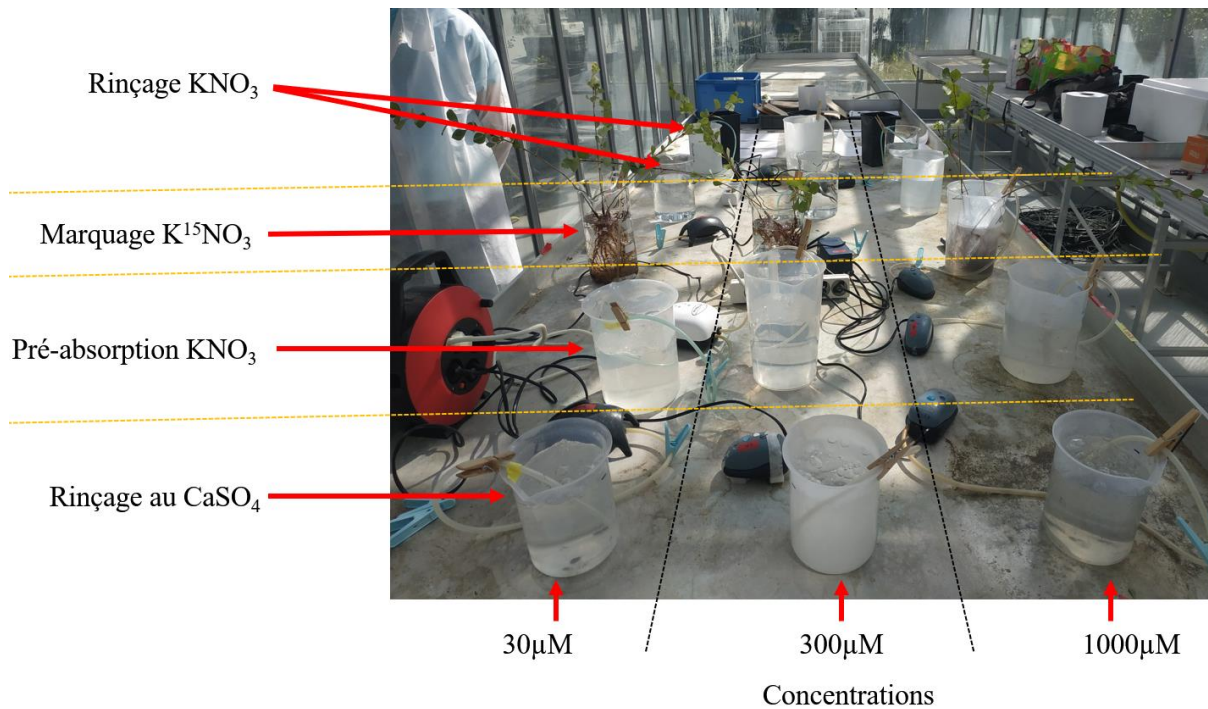 Rinçage KNO₃
Marquage K¹⁵NO₃
Pré-absorption KNO₃
Rinçage au CaSO₄
30µM
300µM
1000µM
Concentrations